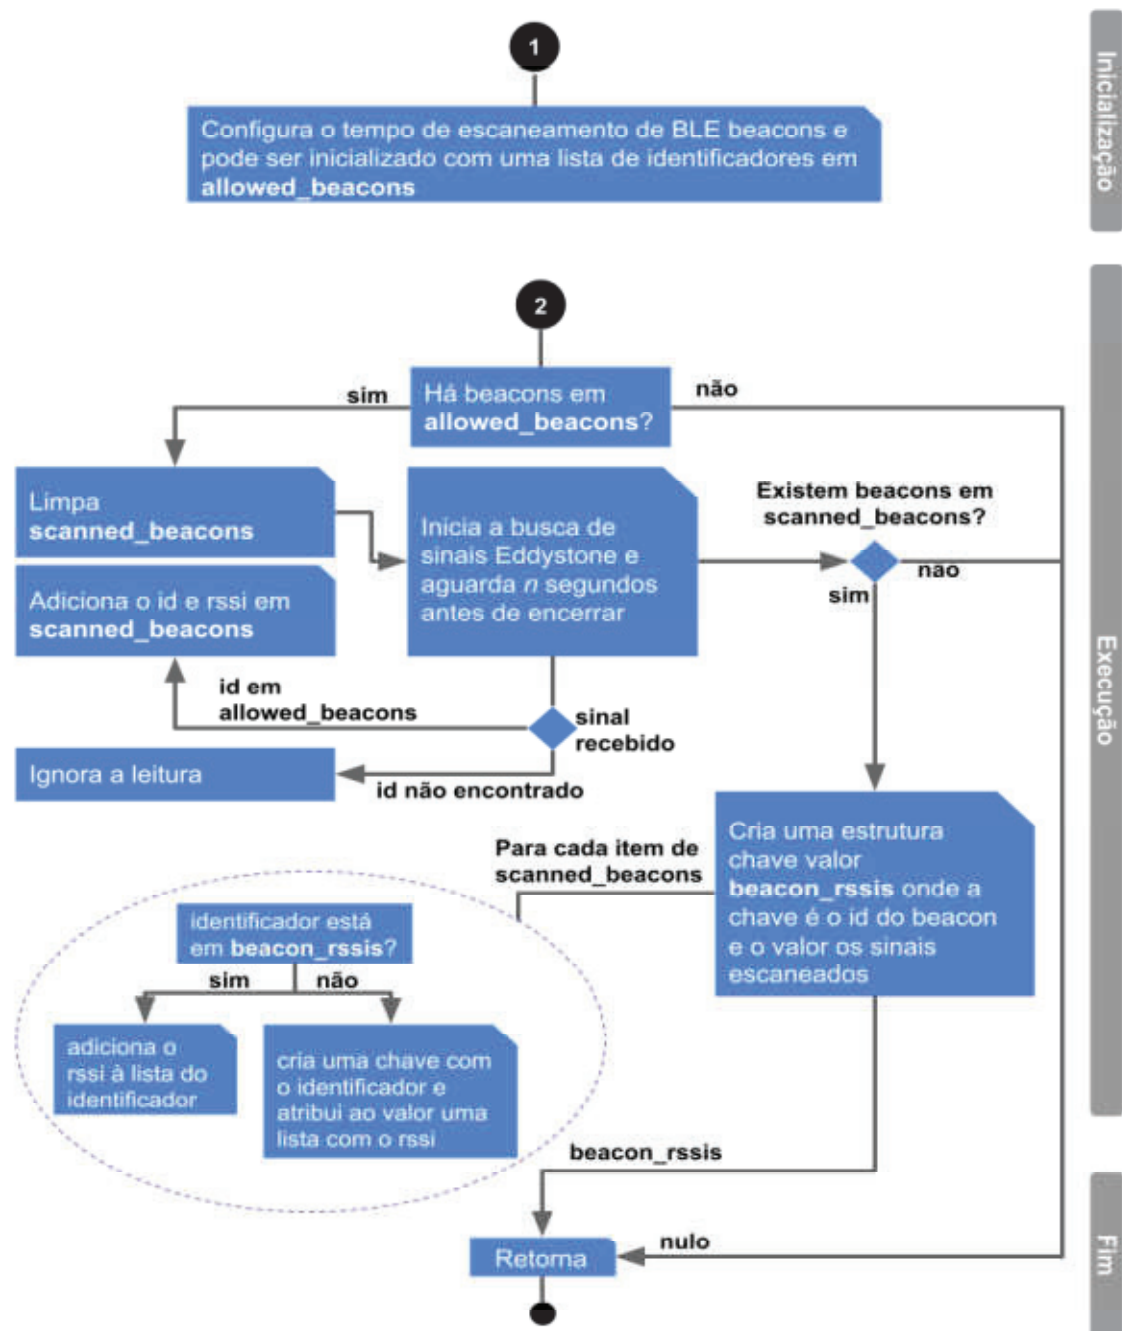 1
Inicialização
Configura o tempo de escaneamento de BLE beacons e
pode ser inicializado com uma lista de identificadores em
allowed_beacons
2
Execução
Há beacons em
allowed_beacons?
sim
não
Limpa
scanned_beacons
Inicia a busca de
sinais Eddystone e
aguarda n segundos
antes de encerrar
Existem beacons em
scanned_beacons?
nao
sim
Adiciona o id e rssi em
scanned_beacons
id em
allowed_beacons
sinal
recebido
Ignora a leitura
id não encontrado
Cria uma estrutura
chave valor
beacon_rssis onde a
chave é o id do beacon
e o valor os sinais
escaneados
Para cada item de
scanned_beacons
identificador está
em beacon_rssis?
sim
não
adiciona o
rssi à lista do
identificador
cria uma chave com
o identificador e
atribui ao valor uma
lista com o rssi
beacon_rssis
Fim
nulo
Retorna